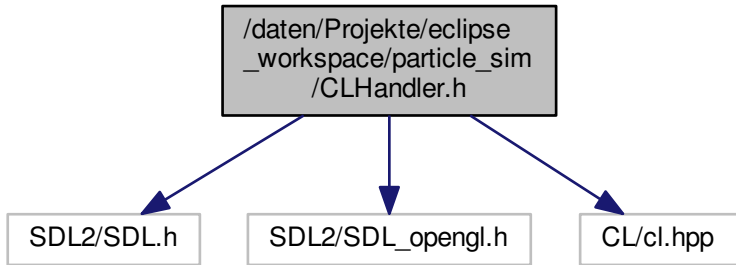 /daten/Projekte/eclipse
_workspace/particle_sim
/CLHandler.h
SDL2/SDL.h
SDL2/SDL_opengl.h
CL/cl.hpp